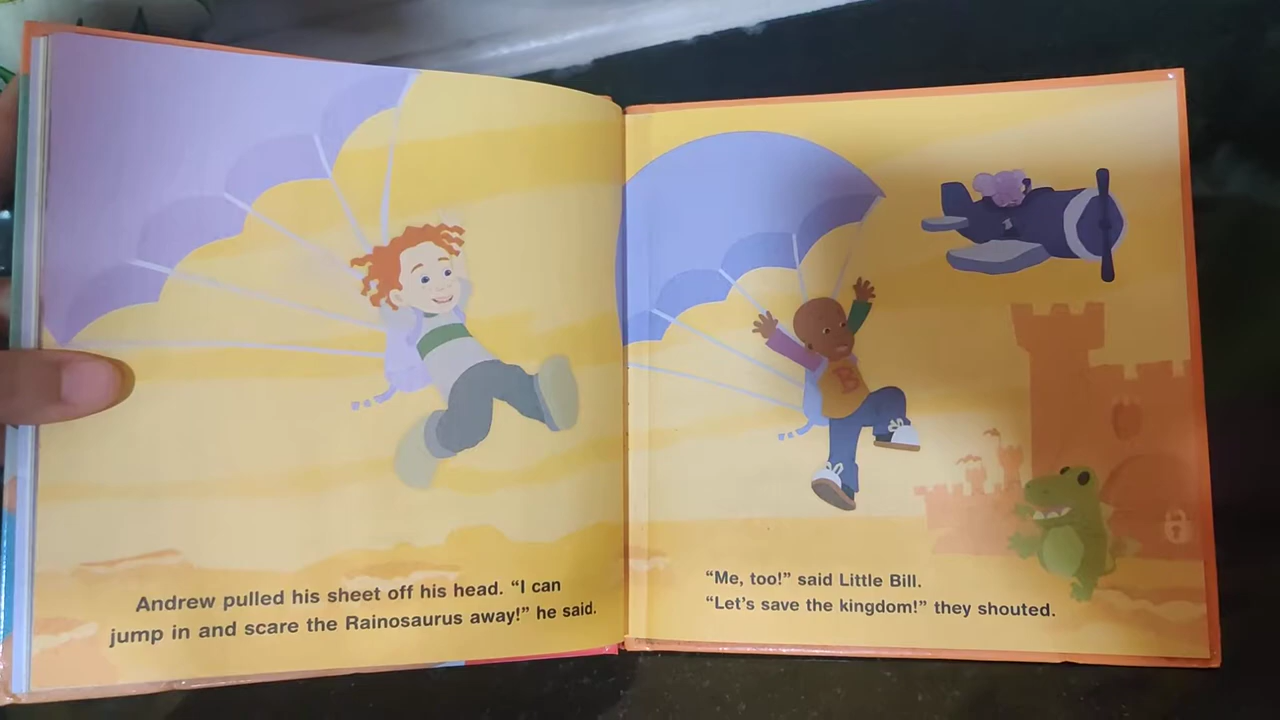 Andrew pulled his sheet off his head. “I can
jump in and scare the Rainosaurus away!” he said.
B
“Me, too!” said Little Bill.
“Let’s save the kingdom!” they shouted.